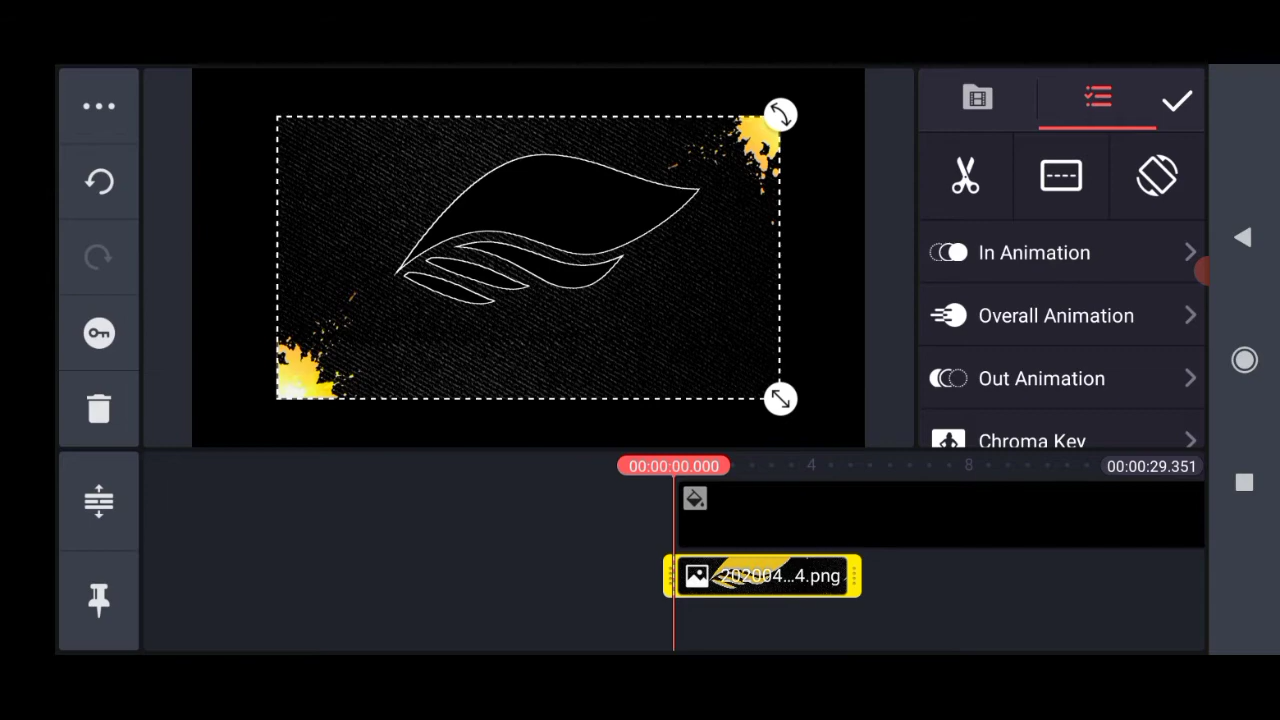 In Animation
Overall Animation
Out Animation
Chroma Key
00:00:00.000
4
8
00:00:29.351
202004...4.png